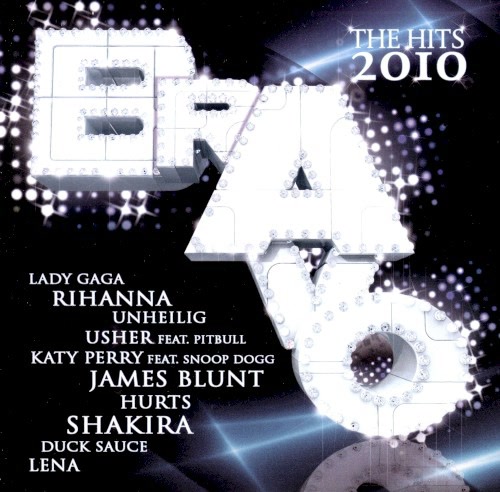 THE HITS
2010
BRAVO
LADY GAGA
RIHANNA
UNHEILIG
USHER FEAT. PITBULL
KATY PERRY FEAT. SNOOP DOGG
JAMES BLUNT
HURTS
SHAKIRA
DUCK SAUCE
LENA